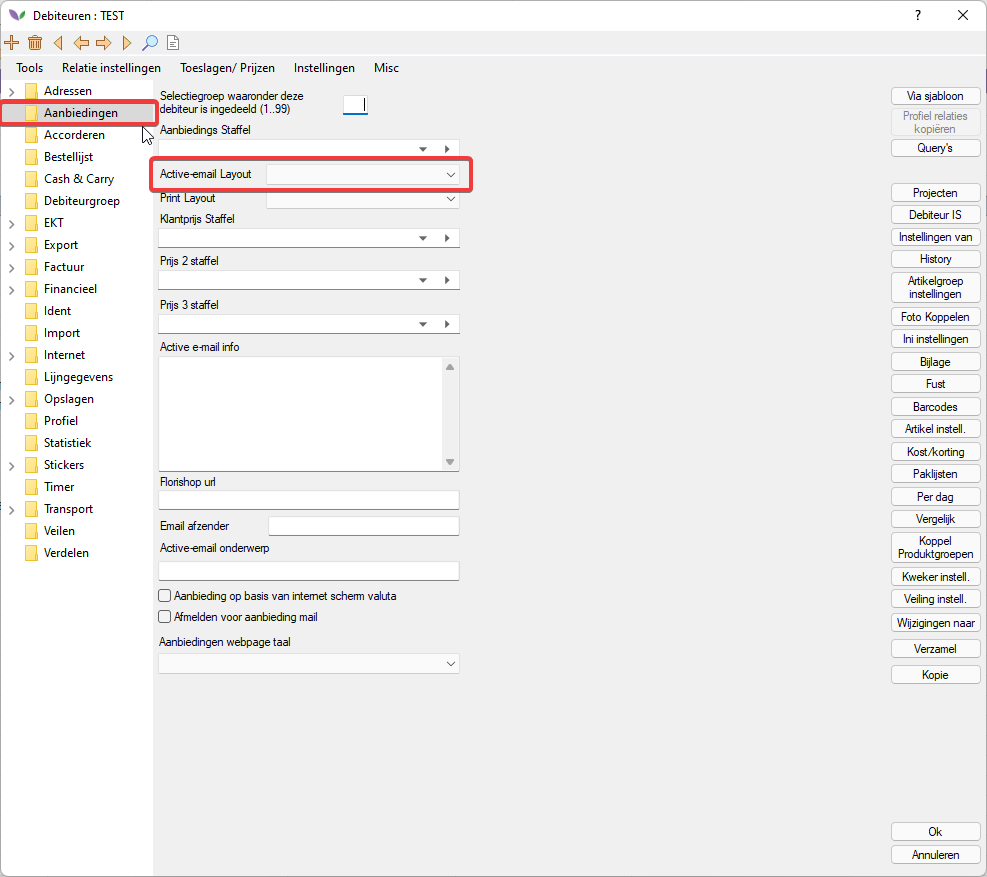 Debiteuren : TEST
?
Tools Relatie instellingen Toeslagen/ Prijzen Instellingen Misc
Adressen
Aanbiedingen
Accorderen
Bestellijst
Cash & Carry
Debiteurgroep
EKT
Export
Factuur
Financieel
Ident
Import
Internet
Lijngegevens
Opslagen
Profiel
Statistiek
Stickers
Timer
Transport
Veilen
Verdelen
Selectiegroep waaronder deze
debiteur is ingedeeld (1..99)
Aanbiedings Staffel
Active-email Layout
Print Layout
Klantprijs Staffel
Prijs 2 staffel
Prijs 3 staffel
Active e-mail info
Florishop url
Email afzender
Active-email onderwerp
Aanbieding op basis van internet scherm valuta
Afmelden voor aanbieding mail
Aanbiedingen webpage taal
Via sjabloon
Profiel relaties
kopiëren
Query's
Projecten
Debiteur IS
Instellingen van
History
Artikelgroep
instellingen
Foto Koppelen
Ini instellingen
Bijlage
Fust
Barcodes
Artikel instell.
Kost/korting
Paklijsten
Per dag
Vergelijk
Koppel
Produktgroepen
Kweker instell.
Veiling instell.
Wijzigingen naar
Verzamel
Kopie
Ok
Annuleren